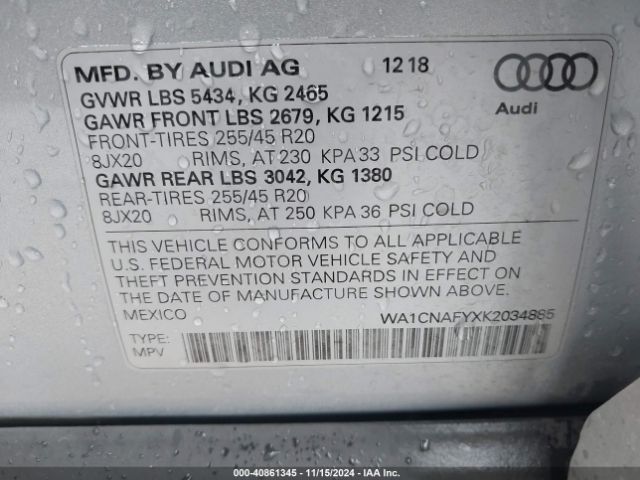 MFD. BY AUDI AG 12 18
GVWR LBS 5434, KG 2465
GAWR FRONT LBS 2679, KG 1215
FRONT-TIRES 255/45 R20
8JX20 RIMS, AT 230 KPA 33 PSI COLD
GAWR REAR LBS 3042, KG 1380
REAR-TIRES 255/45 R20
8JX20 RIMS, AT 250 KPA 36 PSI COLD
Audi
THIS VEHICLE CONFORMS TO ALL APPLICABLE
U.S. FEDERAL MOTOR VEHICLE SAFETY AND
THEFT PREVENTION STANDARDS IN EFFECT ON
THE DATE OF MANUFACTURE SHOWN ABOVE.
MEXICO WA1CNAFYXK2034885
TYPE:
MPV
000-40861345 - 11/15/2024 - IAA Inc.